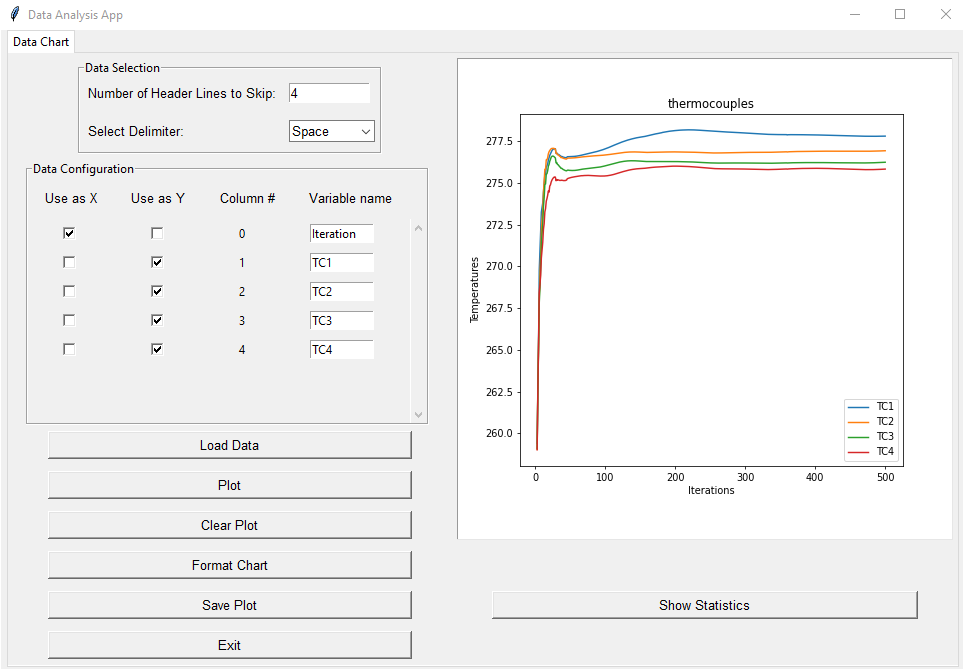 Data Analysis App
Data Chart
Data Selection
Number of Header Lines to Skip: 4
Select Delimiter: Space
Data Configuration
Use as X Use as Y Column # Variable name
0 Iteration
1 TC1
2 TC2
3 TC3
4 TC4
Load Data
Plot
Clear Plot
Format Chart
Save Plot
Exit
thermocouples
277.5
275.0
272.5
270.0
267.5
265.0
262.5
260.0
Temperatures
TC1
TC2
TC3
TC4
0 100 200 300 400 500
Iterations
Show Statistics